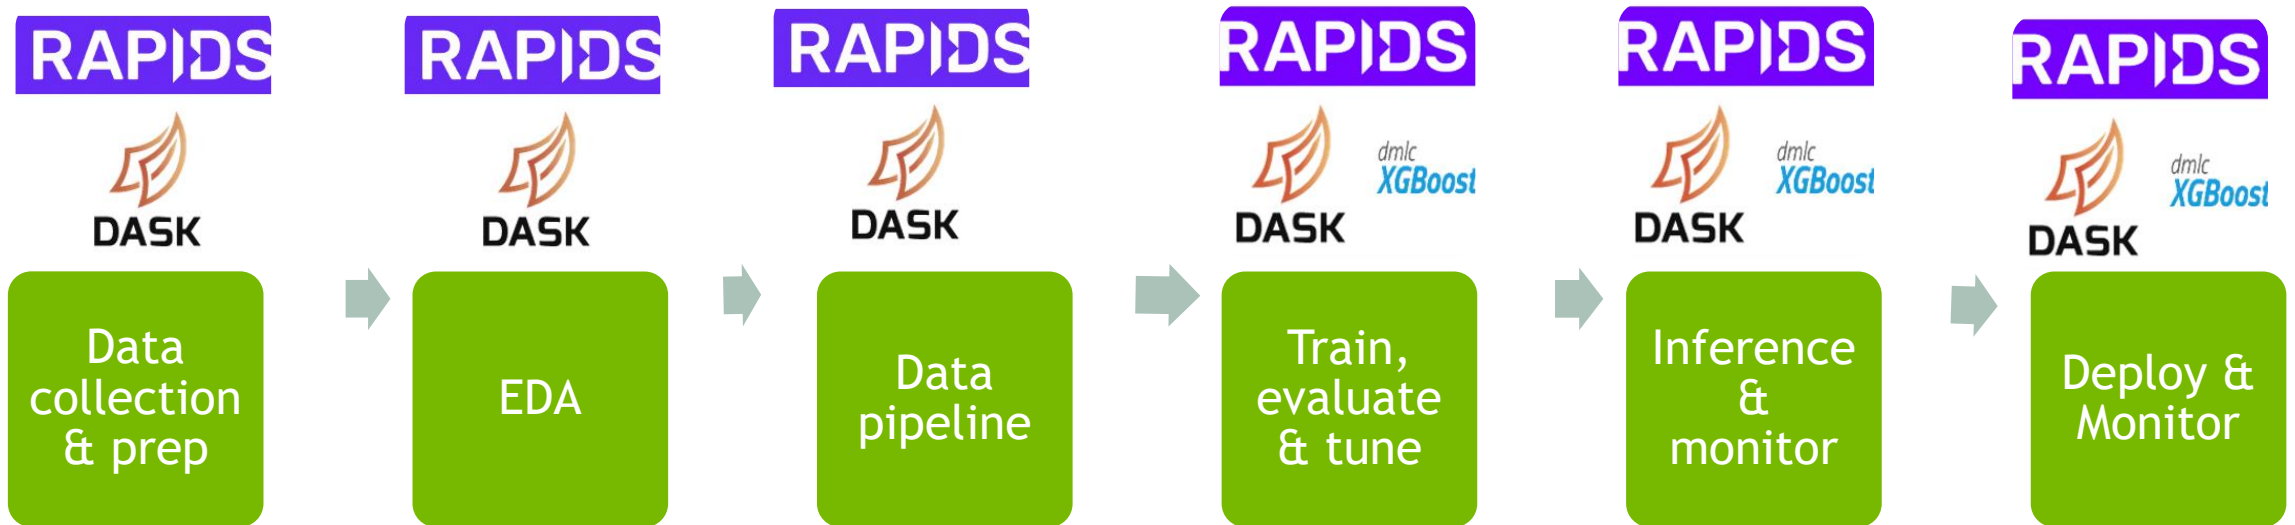 RAPIDS
DASK
Data
collection
& prep
RAPIDS
DASK
EDA
RAPIDS
DASK
Data
pipeline
RAPIDS
DASK
dmlc
XGBoost
Train,
evaluate
& tune
RAPIDS
DASK
dmlc
XGBoost
Inference
&
monitor
RAPIDS
DASK
dmlc
XGBoost
Deploy &
Monitor